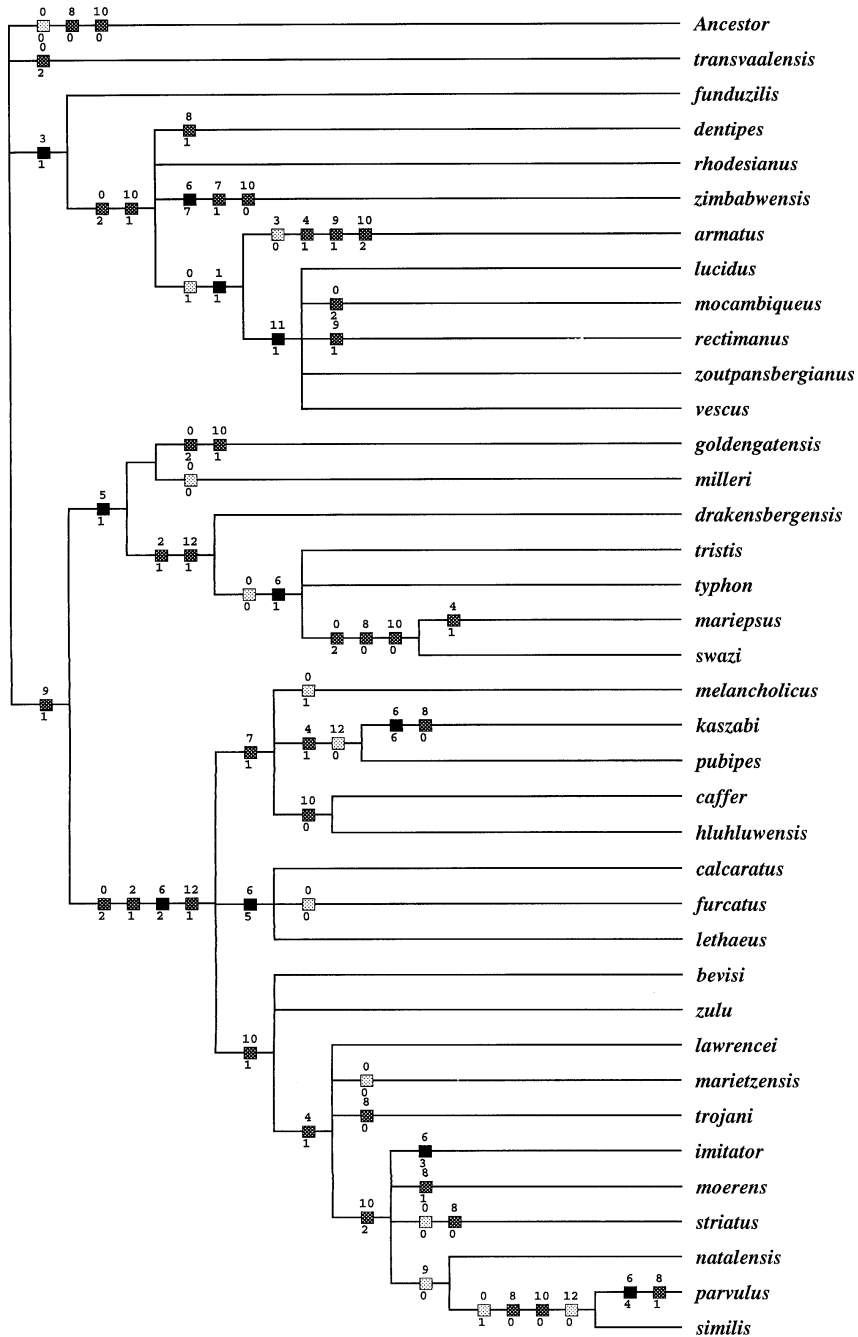 0 8 10
Ancestor
0 0 0
0
transvaalensis
2
funduzilis
8
dentipes
3
1
1
rhodesianus
0 10
6 7 10
zimbabwensis
2 1
7 1 0
3 4 9 10
armatus
0 1 1 2
0 1
lucidus
1 1
0
mocambiqueus
2
11
9
rectimanus
1
1
zoutpansbergianus
vescus
0 10
goldengatensis
2 1
0
milleri
0
5
1
drakensbergensis
2 12
tristis
1 1
0 6
typhon
0 1
4
mariepsus
1
0 8 10
2 0 0
swazi
0
melancholicus
1
9
1
6 8
kaszabi
6 0
7
4 12
1
1 0
pubipes
caffer
10
0
hluhluwensis
calcaratus
0 2 6 12
6
0
furcatus
2 1 2 1
5
0
lethaeus
bevisi
zulu
10
1
lawrencei
0
marietzensis
0
8
trojani
0
4
1
6
imitator
3
8
moerens
1
10
0 8
striatus
2
0 0
natalensis
9
0
6 8
parvulus
4 1
0 8 10 12
1 0 0 0
similis